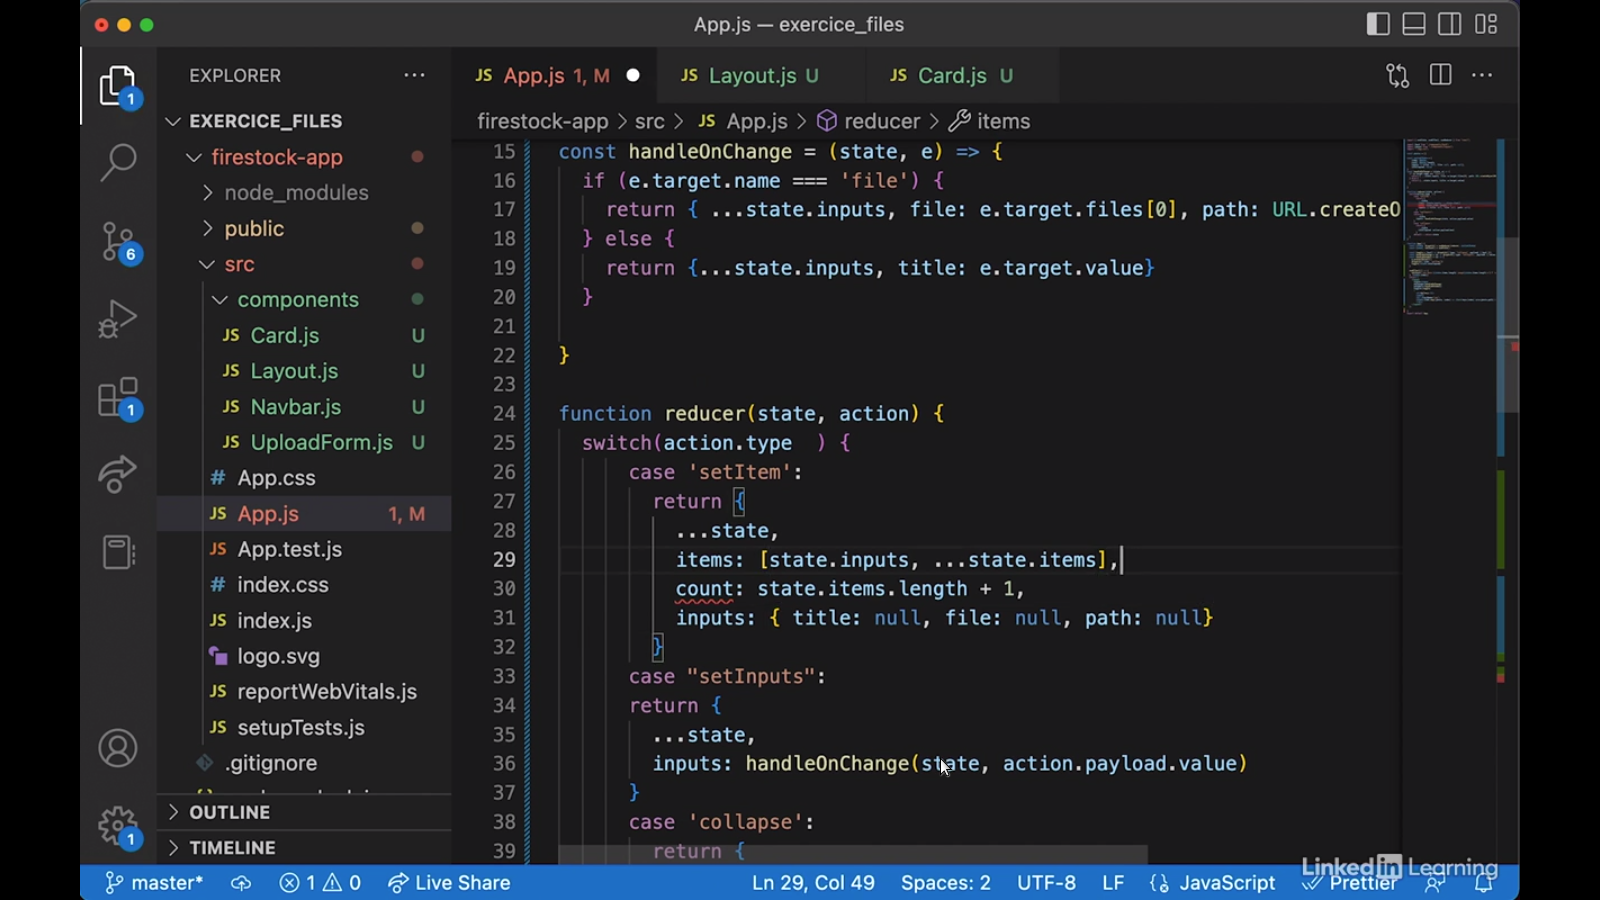 App.js — exercice_files
EXPLORER
JS App.js 1, M
JS Layout.js U
JS Card.js U
EXERCICE_FILES
firestock-app > src > JS App.js > reducer > items
firestock-app
node_modules
public
src
components
JS Card.js U
JS Layout.js U
JS Navbar.js U
JS UploadForm.js U
# App.css
JS App.js 1, M
JS App.test.js
# index.css
JS index.js
logo.svg
JS reportWebVitals.js
JS setupTests.js
.gitignore
OUTLINE
TIMELINE
1
6
1
1
15 const handleOnChange = (state, e) => {
16 if (e.target.name === 'file') {
17 return { ...state.inputs, file: e.target.files[0], path: URL.createO
18 } else {
19 return {...state.inputs, title: e.target.value}
20 }
21
22 }
23
24 function reducer(state, action) {
25 switch(action.type ) {
26 case 'setItem':
27 return {
28 ...state,
29 items: [state.inputs, ...state.items],
30 count: state.items.length + 1,
31 inputs: { title: null, file: null, path: null}
32 }
33 case "setInputs":
34 return {
35 ...state,
36 inputs: handleOnChange(state, action.payload.value)
37 }
38 case 'collapse':
39 return {
LinkedIn Learning
master* 1 0 Live Share Ln 29, Col 49 Spaces: 2 UTF-8 LF {} JavaScript Prettier